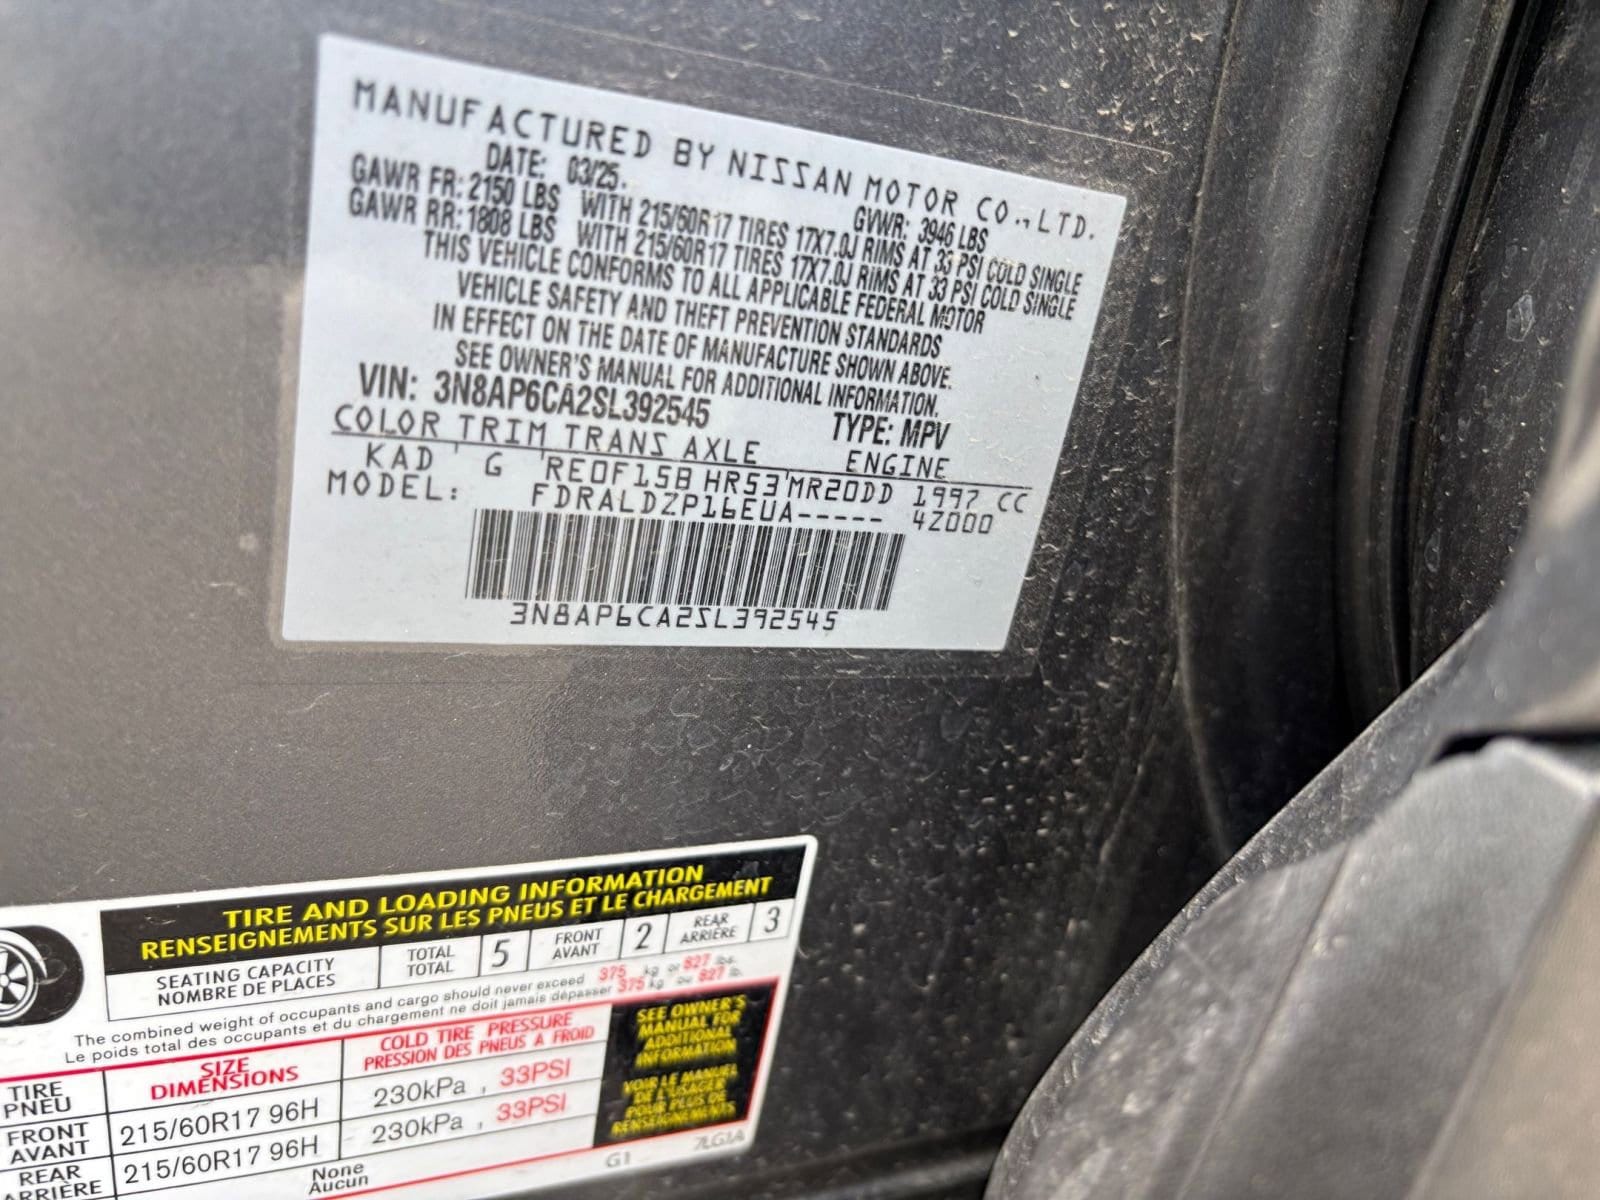 MANUFACTURED BY NISSAN MOTOR CO.,LTD.
DATE: 03/25. GVWR: 3946 LBS
GAWR FR: 2150 LBS WITH 215/60R17 TIRES 17X7.0J RIMS AT 33 PSI COLD SINGLE
GAWR RR: 1808 LBS WITH 215/60R17 TIRES 17X7.0J RIMS AT 33 PSI COLD SINGLE
THIS VEHICLE CONFORMS TO ALL APPLICABLE FEDERAL MOTOR
VEHICLE SAFETY AND THEFT PREVENTION STANDARDS
IN EFFECT ON THE DATE OF MANUFACTURE SHOWN ABOVE.
SEE OWNER'S MANUAL FOR ADDITIONAL INFORMATION.
VIN: 3N8AP6CA2SL392545 TYPE: MPV
COLOR TRIM TRANS AXLE ENGINE
KAD G RE0F15B HR53 MR20DD 1997 CC
MODEL: FDRALDZP16EUA----- 4Z000
3N8AP6CA2SL392545
TIRE AND LOADING INFORMATION
RENSEIGNEMENTS SUR LES PNEUS ET LE CHARGEMENT
SEATING CAPACITY TOTAL 5 FRONT 2 REAR 3
NOMBRE DE PLACES TOTAL AVANT ARRIÈRE
The combined weight of occupants and cargo should never exceed 375 kg or 827 lbs.
Le poids total des occupants et du chargement ne doit jamais dépasser 375 kg ou 827 lb.
TIRE SIZE COLD TIRE PRESSURE
PNEU DIMENSIONS PRESSION DES PNEUS A FROID
FRONT
AVANT 215/60R17 96H 230kPa , 33PSI
REAR
ARRIÈRE 215/60R17 96H 230kPa , 33PSI
None
Aucun
SEE OWNER'S
MANUAL FOR
ADDITIONAL
INFORMATION
VOIR LE MANUEL
DE L'USAGER
POUR PLUS DE
RENSEIGNEMENTS
G1 7LG1A